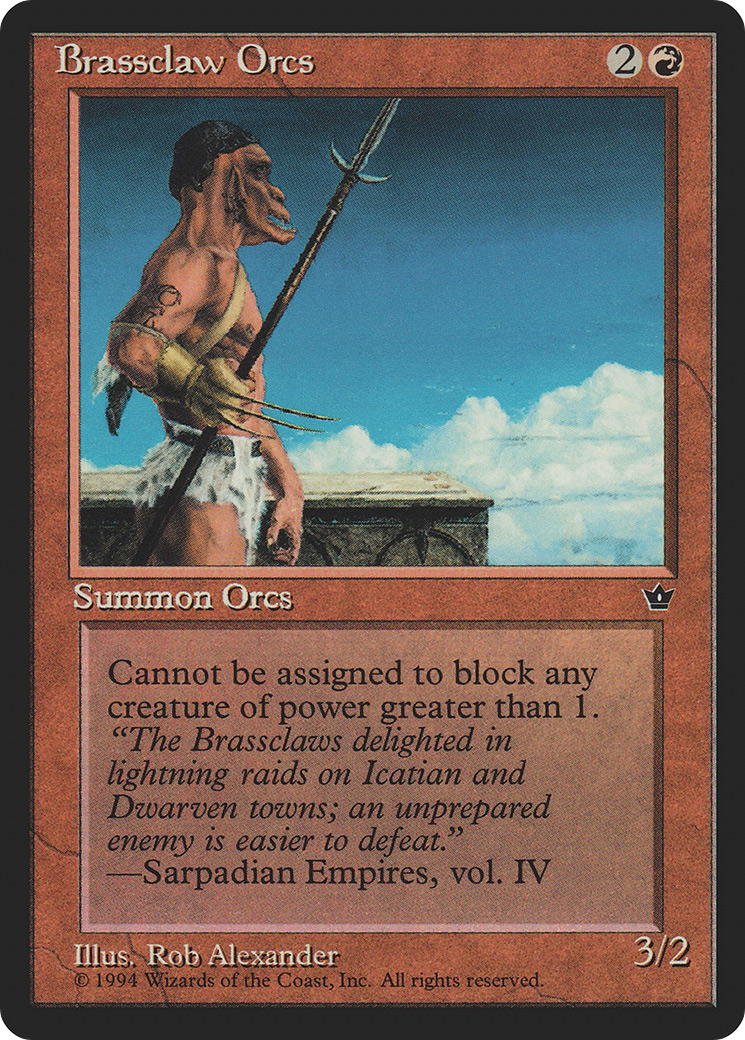 Brassclaw Orcs
2
Summon Orcs
Cannot be assigned to block any
creature of power greater than 1.
“The Brassclaws delighted in
lightning raids on Icatian and
Dwarven towns; an unprepared
enemy is easier to defeat.”
—Sarpadian Empires, vol. IV
Illus. Rob Alexander
3/2
© 1994 Wizards of the Coast, Inc. All rights reserved.